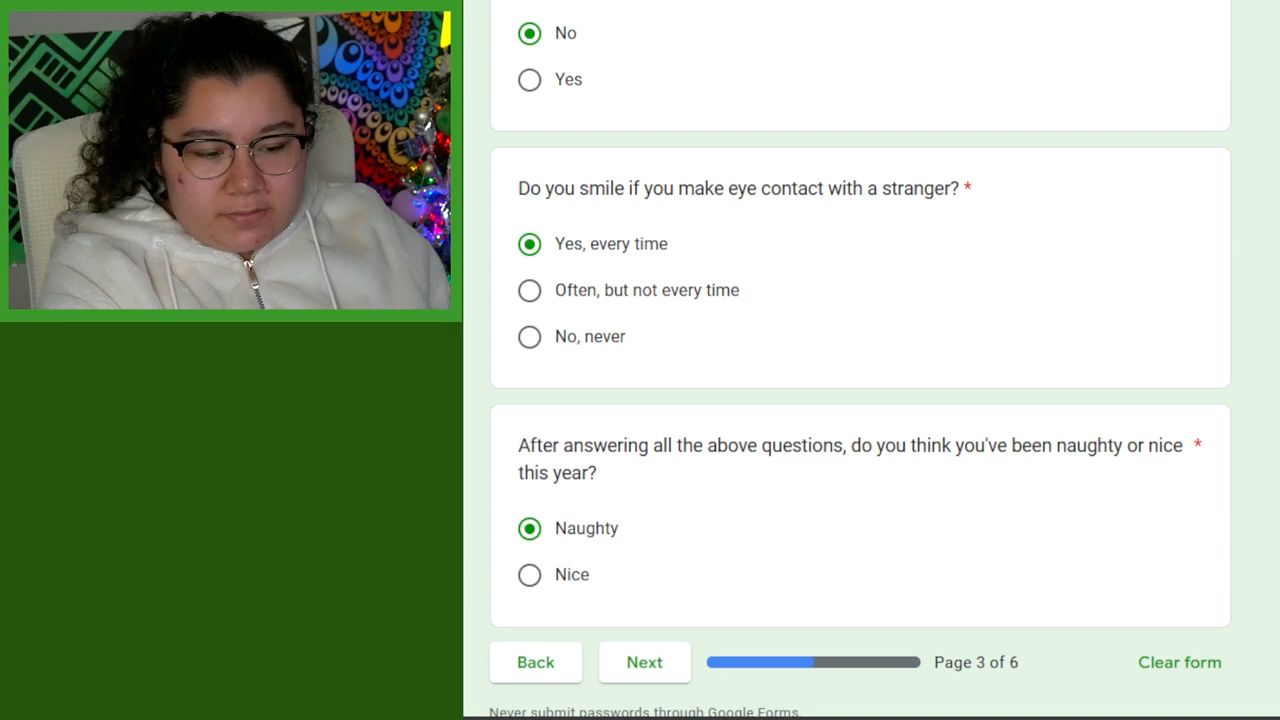 No
Yes
Do you smile if you make eye contact with a stranger? *
Yes, every time
Often, but not every time
No, never
After answering all the above questions, do you think you've been naughty or nice *
this year?
Naughty
Nice
Back
Next
Page 3 of 6
Clear form
Never submit passwords through Google Forms.